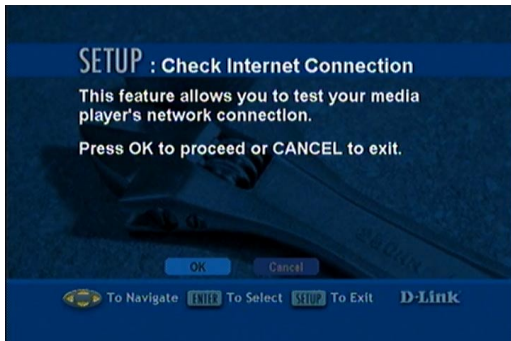 SETUP : Check Internet Connection
This feature allows you to test your media
player's network connection.
Press OK to proceed or CANCEL to exit.
OK Cancel
To Navigate ENTER To Select SETUP To Exit D-Link